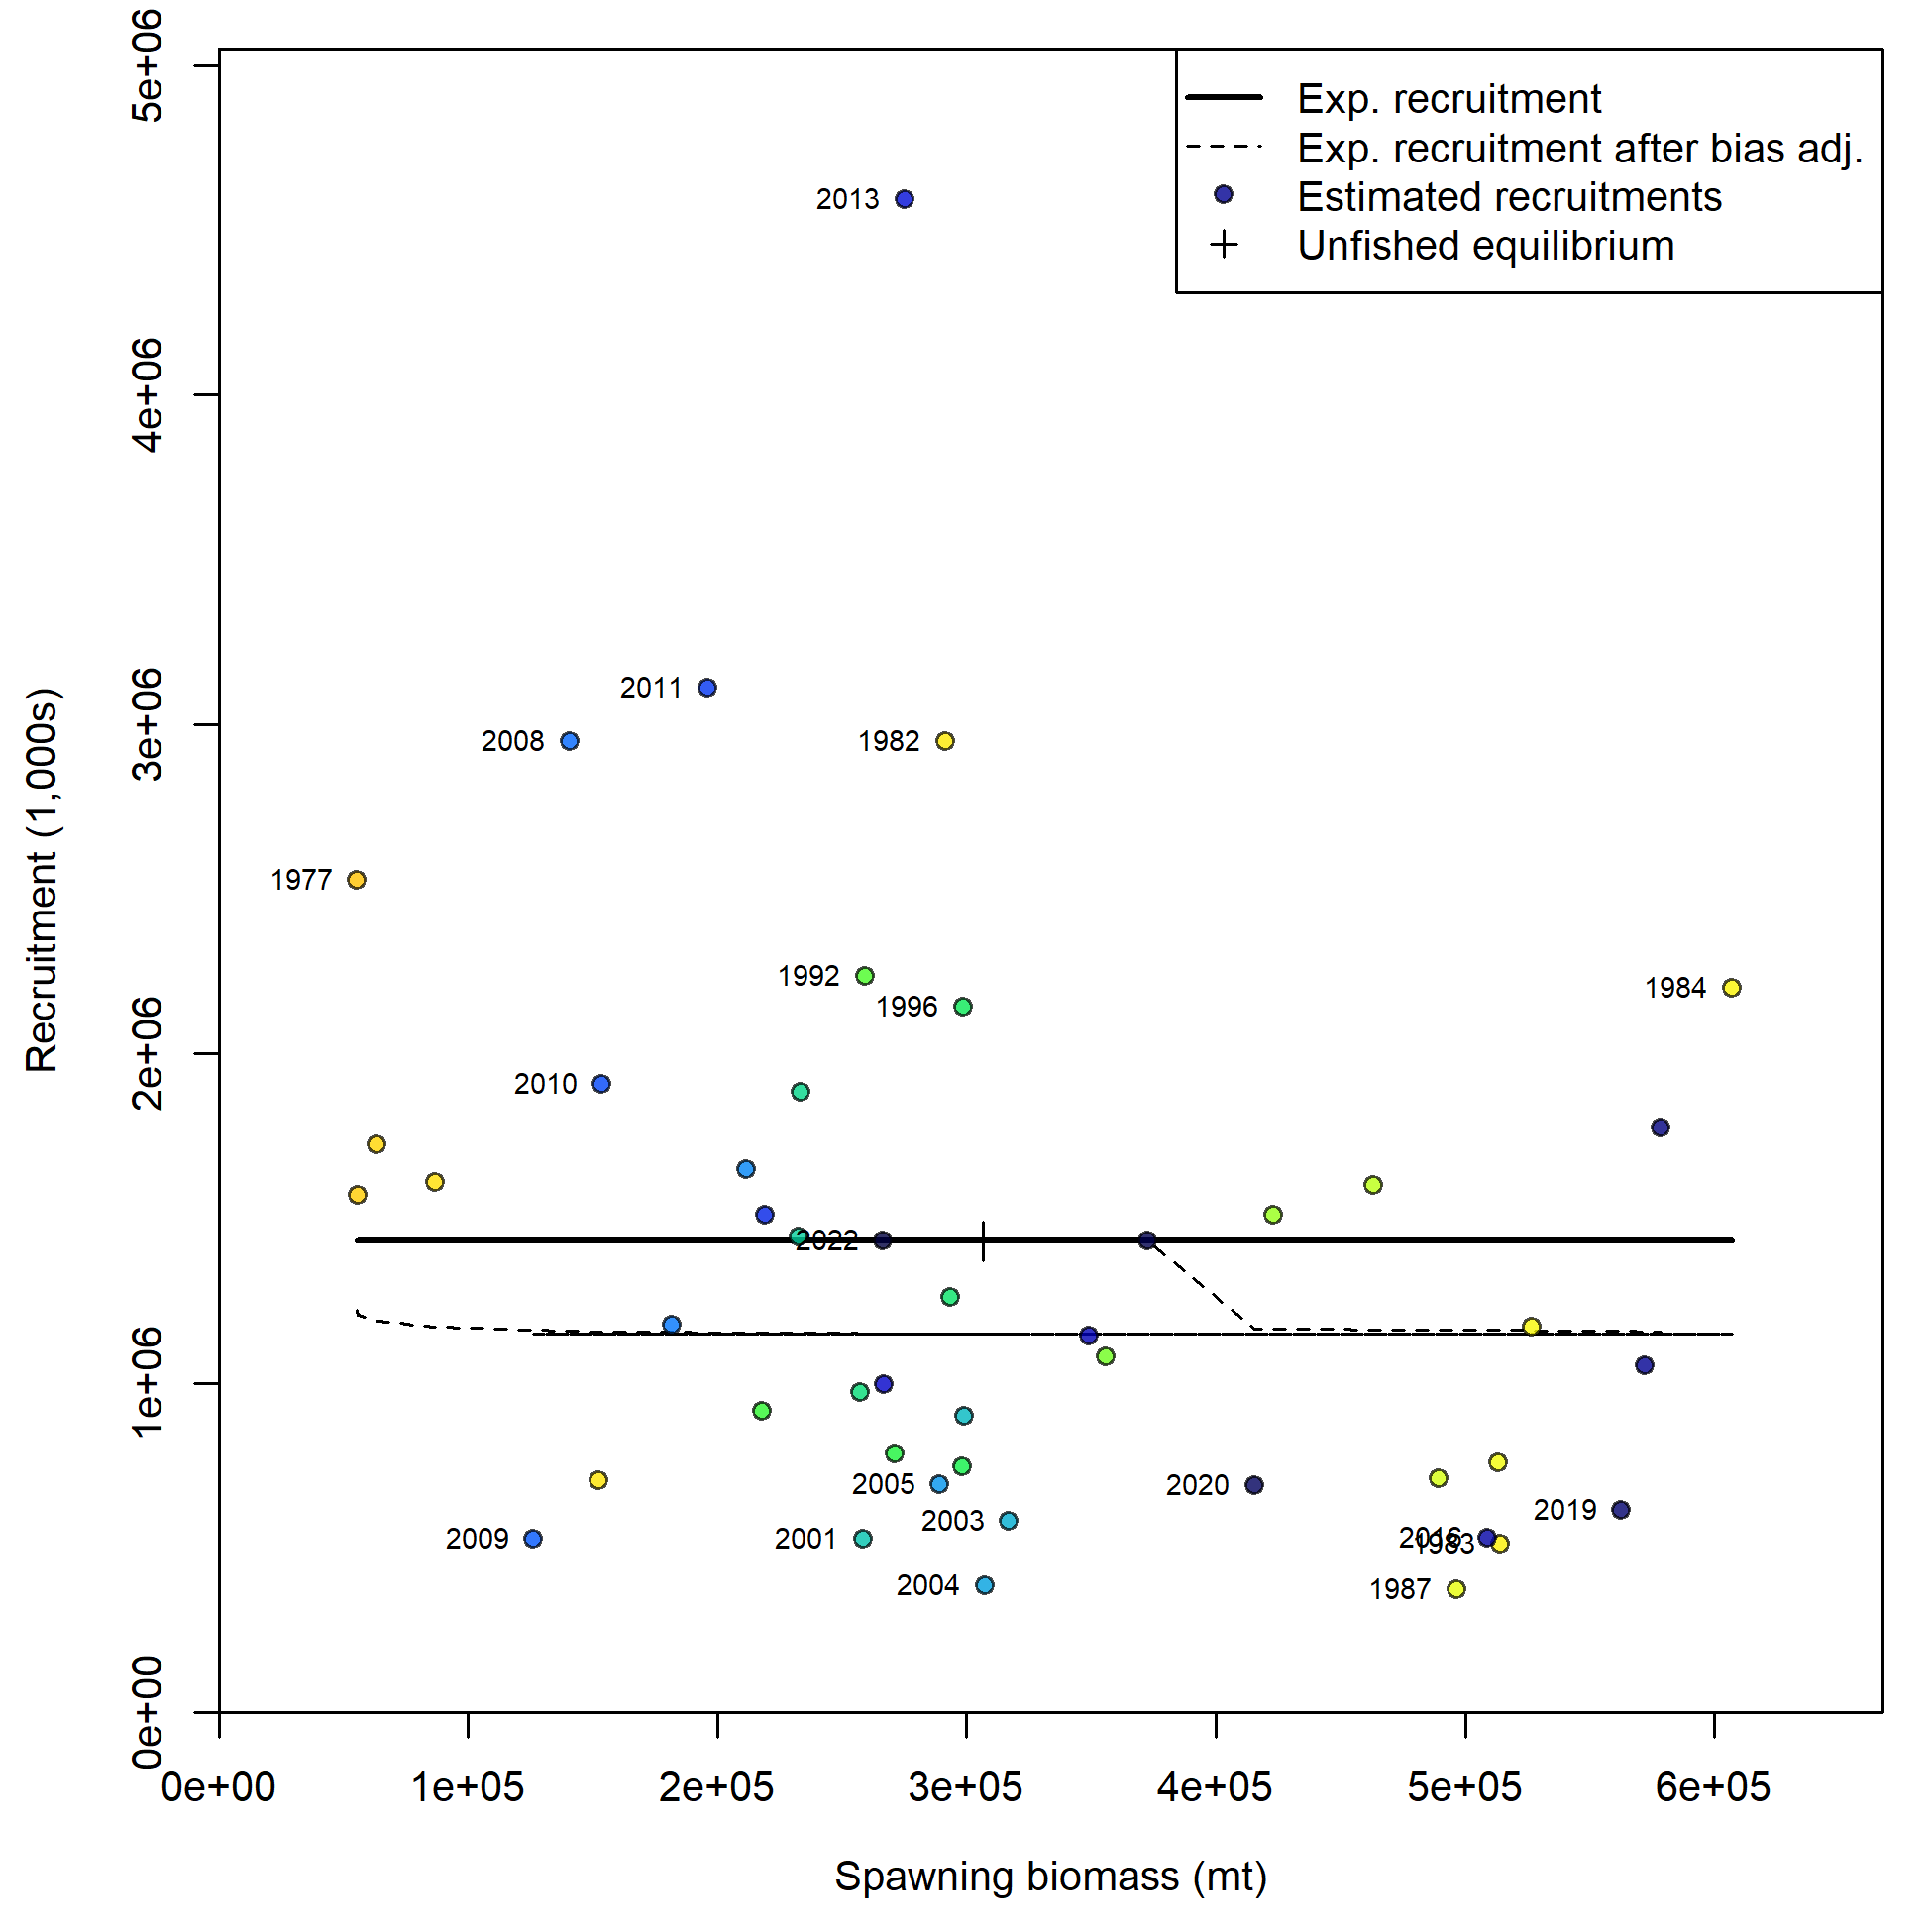 5e+06
4e+06
3e+06
2e+06
1e+06
0e+00
Recruitment (1,000s)
Exp. recruitment
Exp. recruitment after bias adj.
Estimated recruitments
Unfished equilibrium
2013
2011
2008
1982
1977
1992
1984
1996
2010
2022
2005
2020
2019
2003
2009
2001
2016
1983
2004
1987
0e+00 1e+05 2e+05 3e+05 4e+05 5e+05 6e+05
Spawning biomass (mt)